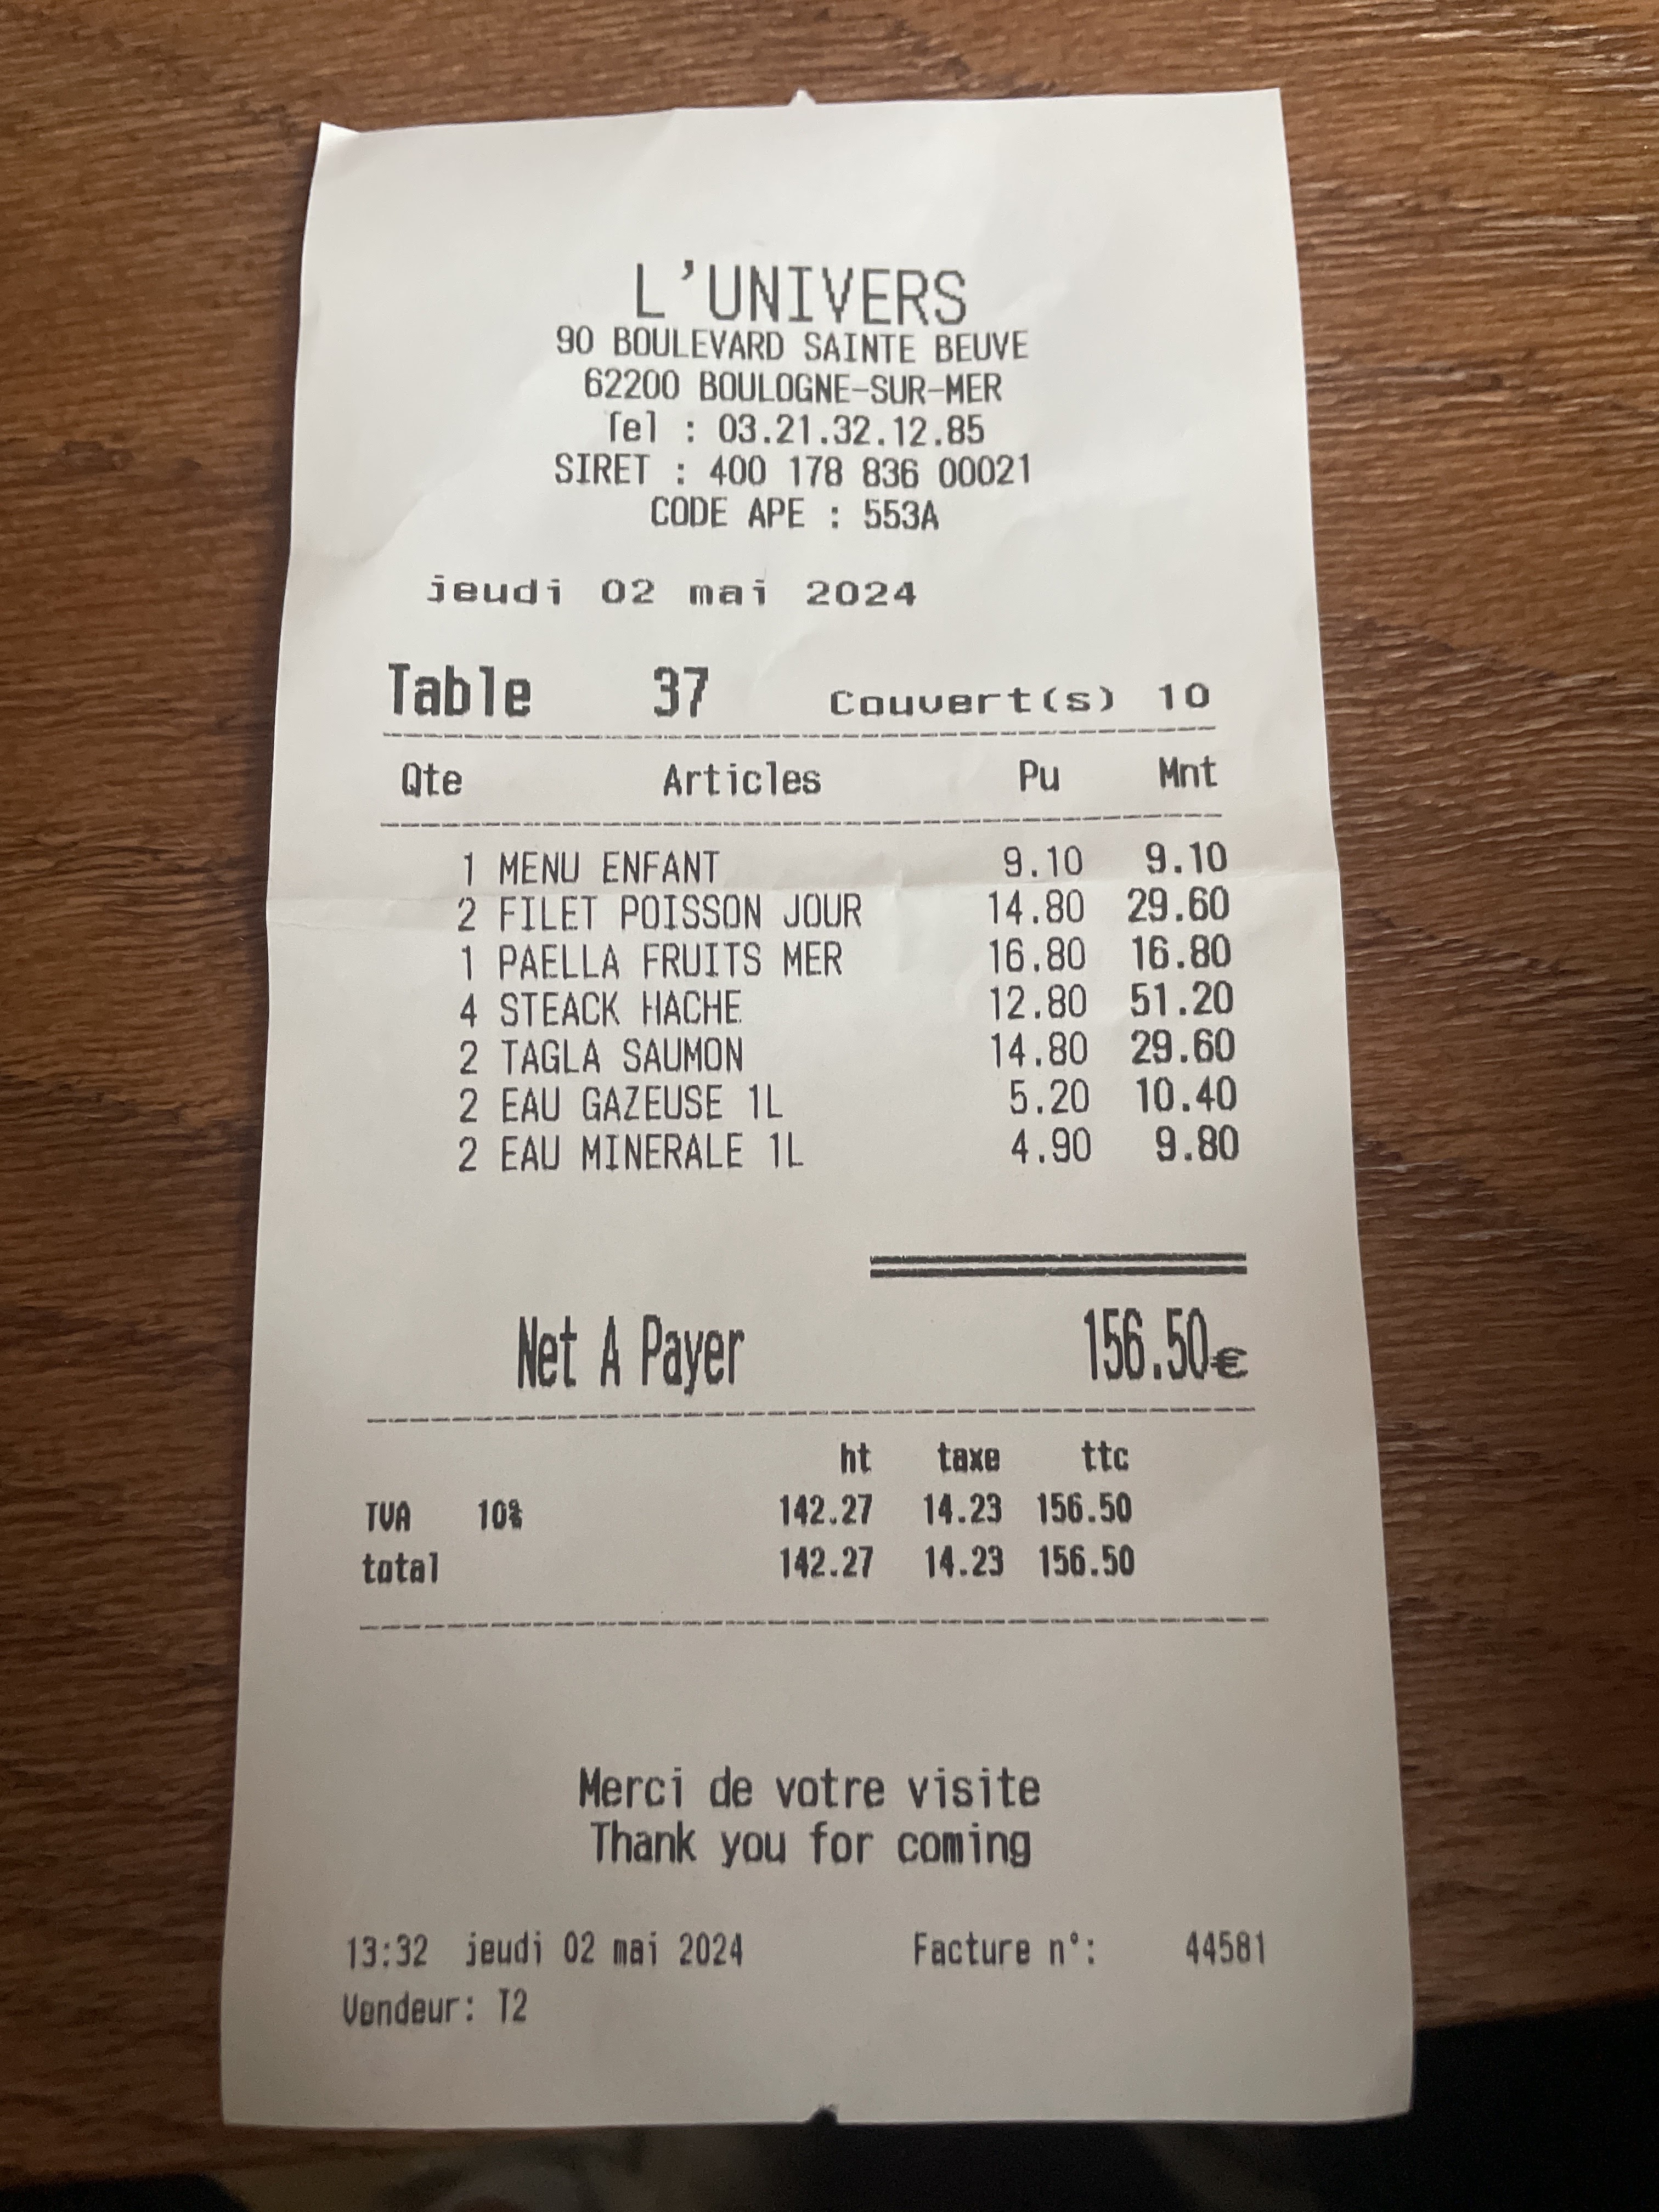 L'UNIVERS
90 BOULEVARD SAINTE BEUVE
62200 BOULOGNE-SUR-MER
Tel : 03.21.32.12.85
SIRET : 400 178 836 00021
CODE APE : 553A
jeudi 02 mai 2024
Table 37 Couvert(s) 10
Qte Articles Pu Mnt
1 MENU ENFANT 9.10 9.10
2 FILET POISSON JOUR 14.80 29.60
1 PAELLA FRUITS MER 16.80 16.80
4 STEACK HACHE 12.80 51.20
2 TAGLA SAUMON 14.80 29.60
2 EAU GAZEUSE 1L 5.20 10.40
2 EAU MINERALE 1L 4.90 9.80
Net A Payer 156.50€
ht taxe ttc
TVA 10% 142.27 14.23 156.50
total 142.27 14.23 156.50
Merci de votre visite
Thank you for coming
13:32 jeudi 02 mai 2024 Facture n°: 44581
Vendeur: T2